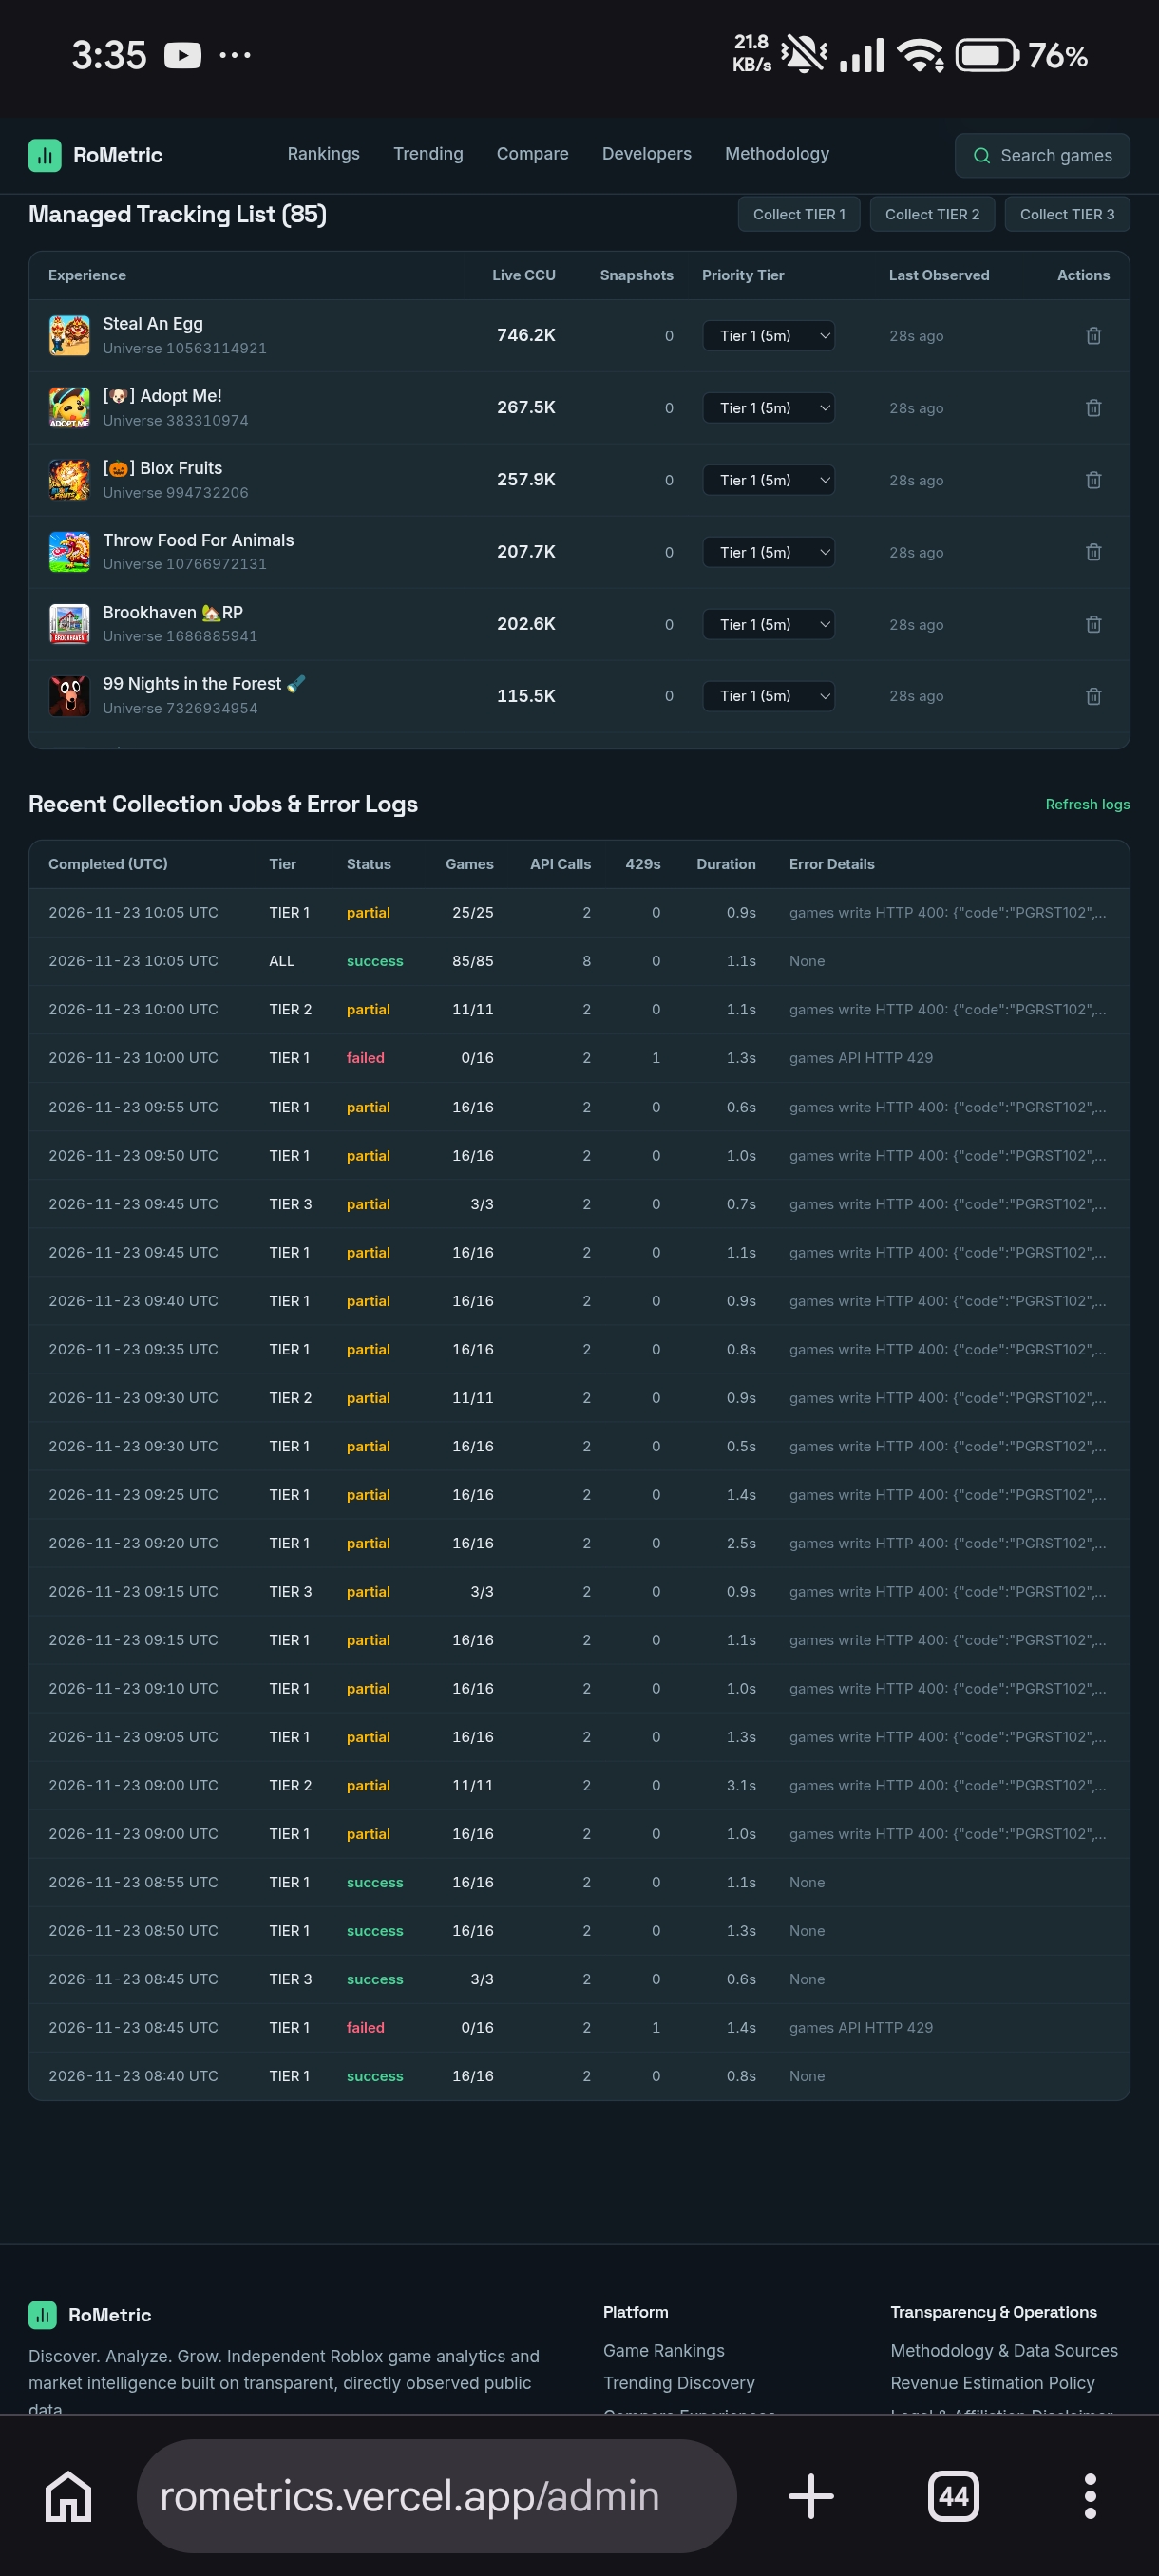 3:35 ··· 21.8 KB/s 76%
RoMetric Rankings Trending Compare Developers Methodology Search games
Managed Tracking List (85) Collect TIER 1 Collect TIER 2 Collect TIER 3
Experience Live CCU Snapshots Priority Tier Last Observed Actions
Steal An Egg
Universe 10563114921 746.2K 0 Tier 1 (5m) 28s ago
[🐶] Adopt Me!
Universe 383310974 267.5K 0 Tier 1 (5m) 28s ago
[🎃] Blox Fruits
Universe 994732206 257.9K 0 Tier 1 (5m) 28s ago
Throw Food For Animals
Universe 10766972131 207.7K 0 Tier 1 (5m) 28s ago
Brookhaven 🏡RP
Universe 1686885941 202.6K 0 Tier 1 (5m) 28s ago
99 Nights in the Forest 🔦
Universe 7326934954 115.5K 0 Tier 1 (5m) 28s ago
Recent Collection Jobs & Error Logs Refresh logs
Completed (UTC) Tier Status Games API Calls 429s Duration Error Details
2026-11-23 10:05 UTC TIER 1 partial 25/25 2 0 0.9s games write HTTP 400: {"code":"PGRST102",...
2026-11-23 10:05 UTC ALL success 85/85 8 0 1.1s None
2026-11-23 10:00 UTC TIER 2 partial 11/11 2 0 1.1s games write HTTP 400: {"code":"PGRST102",...
2026-11-23 10:00 UTC TIER 1 failed 0/16 2 1 1.3s games API HTTP 429
2026-11-23 09:55 UTC TIER 1 partial 16/16 2 0 0.6s games write HTTP 400: {"code":"PGRST102",...
2026-11-23 09:50 UTC TIER 1 partial 16/16 2 0 1.0s games write HTTP 400: {"code":"PGRST102",...
2026-11-23 09:45 UTC TIER 3 partial 3/3 2 0 0.7s games write HTTP 400: {"code":"PGRST102",...
2026-11-23 09:45 UTC TIER 1 partial 16/16 2 0 1.1s games write HTTP 400: {"code":"PGRST102",...
2026-11-23 09:40 UTC TIER 1 partial 16/16 2 0 0.9s games write HTTP 400: {"code":"PGRST102",...
2026-11-23 09:35 UTC TIER 1 partial 16/16 2 0 0.8s games write HTTP 400: {"code":"PGRST102",...
2026-11-23 09:30 UTC TIER 2 partial 11/11 2 0 0.9s games write HTTP 400: {"code":"PGRST102",...
2026-11-23 09:30 UTC TIER 1 partial 16/16 2 0 0.5s games write HTTP 400: {"code":"PGRST102",...
2026-11-23 09:25 UTC TIER 1 partial 16/16 2 0 1.4s games write HTTP 400: {"code":"PGRST102",...
2026-11-23 09:20 UTC TIER 1 partial 16/16 2 0 2.5s games write HTTP 400: {"code":"PGRST102",...
2026-11-23 09:15 UTC TIER 3 partial 3/3 2 0 0.9s games write HTTP 400: {"code":"PGRST102",...
2026-11-23 09:15 UTC TIER 1 partial 16/16 2 0 1.1s games write HTTP 400: {"code":"PGRST102",...
2026-11-23 09:10 UTC TIER 1 partial 16/16 2 0 1.0s games write HTTP 400: {"code":"PGRST102",...
2026-11-23 09:05 UTC TIER 1 partial 16/16 2 0 1.3s games write HTTP 400: {"code":"PGRST102",...
2026-11-23 09:00 UTC TIER 2 partial 11/11 2 0 3.1s games write HTTP 400: {"code":"PGRST102",...
2026-11-23 09:00 UTC TIER 1 partial 16/16 2 0 1.0s games write HTTP 400: {"code":"PGRST102",...
2026-11-23 08:55 UTC TIER 1 success 16/16 2 0 1.1s None
2026-11-23 08:50 UTC TIER 1 success 16/16 2 0 1.3s None
2026-11-23 08:45 UTC TIER 3 success 3/3 2 0 0.6s None
2026-11-23 08:45 UTC TIER 1 failed 0/16 2 1 1.4s games API HTTP 429
2026-11-23 08:40 UTC TIER 1 success 16/16 2 0 0.8s None
RoMetric
Discover. Analyze. Grow. Independent Roblox game analytics and
market intelligence built on transparent, directly observed public
data.
Platform
Game Rankings
Trending Discovery
Compare Experiences
Transparency & Operations
Methodology & Data Sources
Revenue Estimation Policy
Legal & Affiliation Disclaimer
rometrics.vercel.app/admin 44